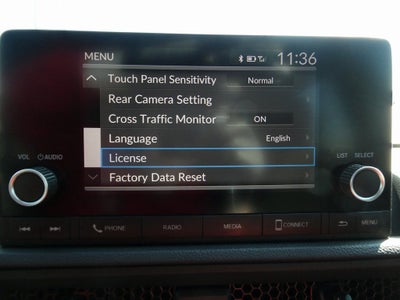 MENU 11:36
Touch Panel Sensitivity Normal
Rear Camera Setting
Cross Traffic Monitor ON
Language English
License
Factory Data Reset
VOL AUDIO
LIST SELECT
PHONE RADIO MEDIA CONNECT MENU